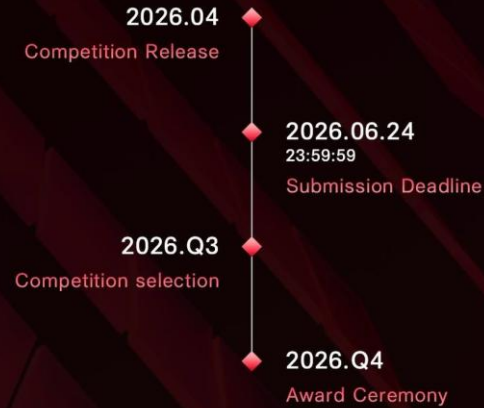 2026.04
Competition Release
2026.06.24
23:59:59
Submission Deadline
2026.Q3
Competition selection
2026.Q4
Award Ceremony